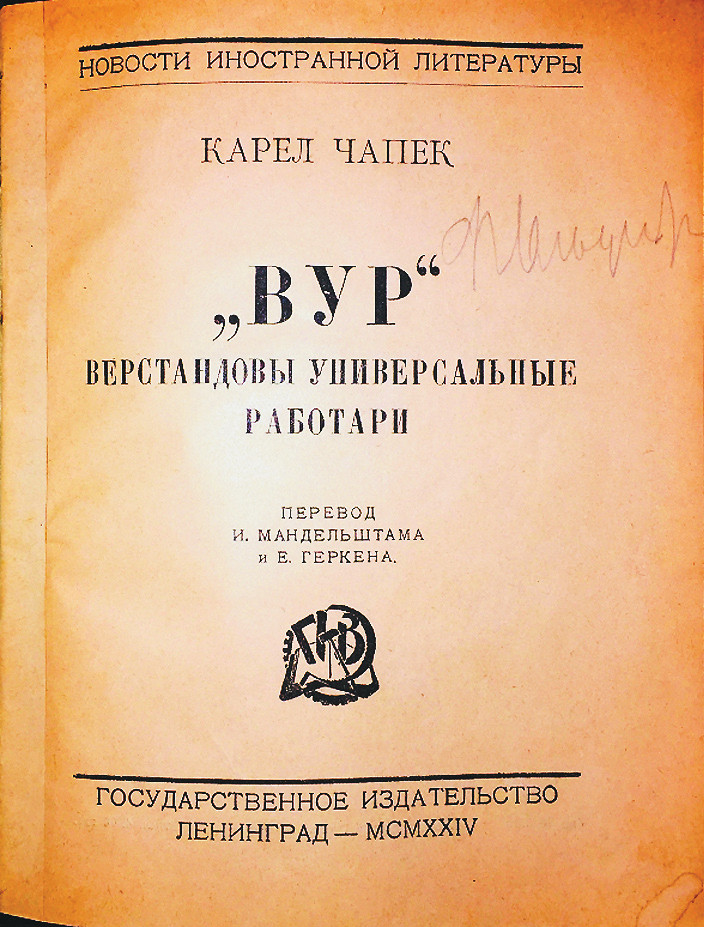 НОВОСТИ ИНОСТРАННОЙ ЛИТЕРАТУРЫ
КАРЕЛ ЧАПЕК
„ВУР“
ВЕРСТАНДОВЫ УНИВЕРСАЛЬНЫЕ
РАБОТАРИ
ПЕРЕВОД
И. МАНДЕЛЬШТАМА
и Е. ГЕРКЕНА.
ГОСУДАРСТВЕННОЕ ИЗДАТЕЛЬСТВО
ЛЕНИНГРАД — MCMXXIV